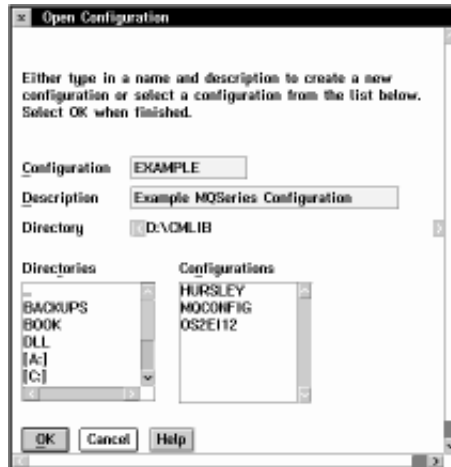 Open Configuration
Either type in a name and description to create a new
configuration or select a configuration from the list below.
Select OK when finished.
Configuration EXAMPLE
Description Example MQSeries Configuration
Directory D:\CMLIB
Directories Configurations
..
BACKUPS
BOOK
DLL
[A:]
[C:]
HURSLEY
MQCONFIG
OS2EI12
OK Cancel Help